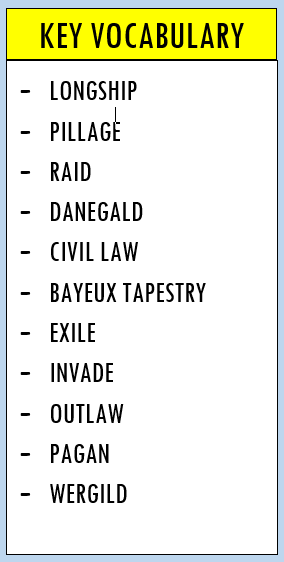 KEY VOCABULARY
- LONGSHIP
- PILLAGE
- RAID
- DANEGALD
- CIVIL LAW
- BAYEUX TAPESTRY
- EXILE
- INVADE
- OUTLAW
- PAGAN
- WERGILD